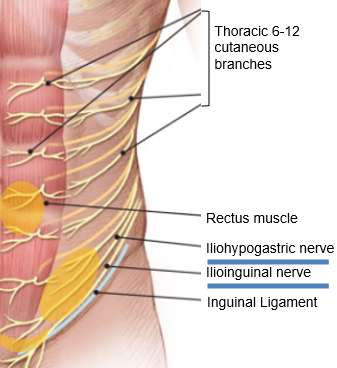 Thoracic 6-12
cutaneous
branches
Rectus muscle
Iliohypogastric nerve
Ilioinguinal nerve
Inguinal Ligament